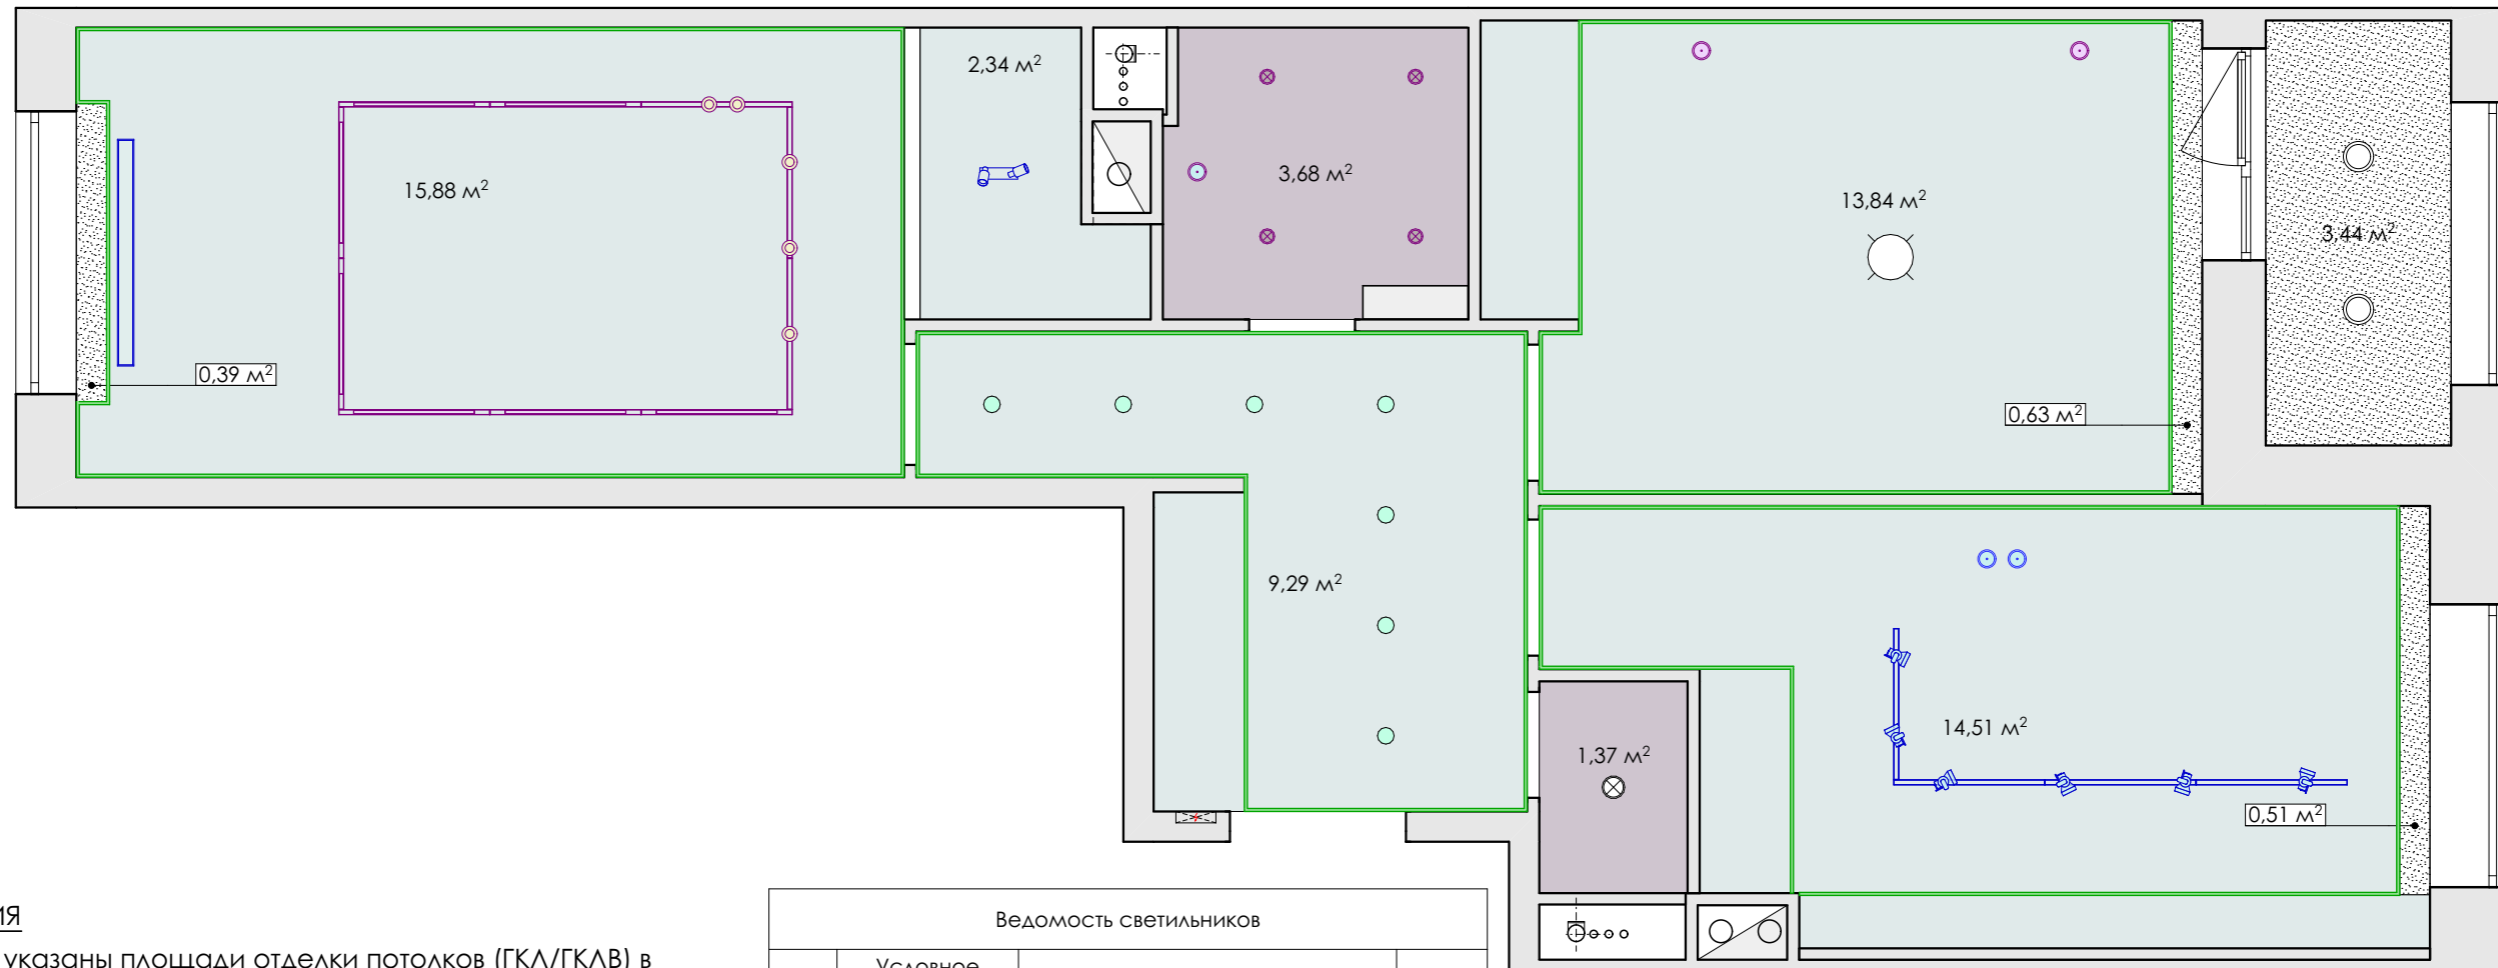 2,34 м²
15,88 м²
3,68 м²
13,84 м²
3,44 м²
0,39 м²
0,63 м²
9,29 м²
14,51 м²
1,37 м²
0,51 м²
ия
указаны площади отделки потолков (ГКЛ/ГКЛВ) в
Ведомость светильников
Условное